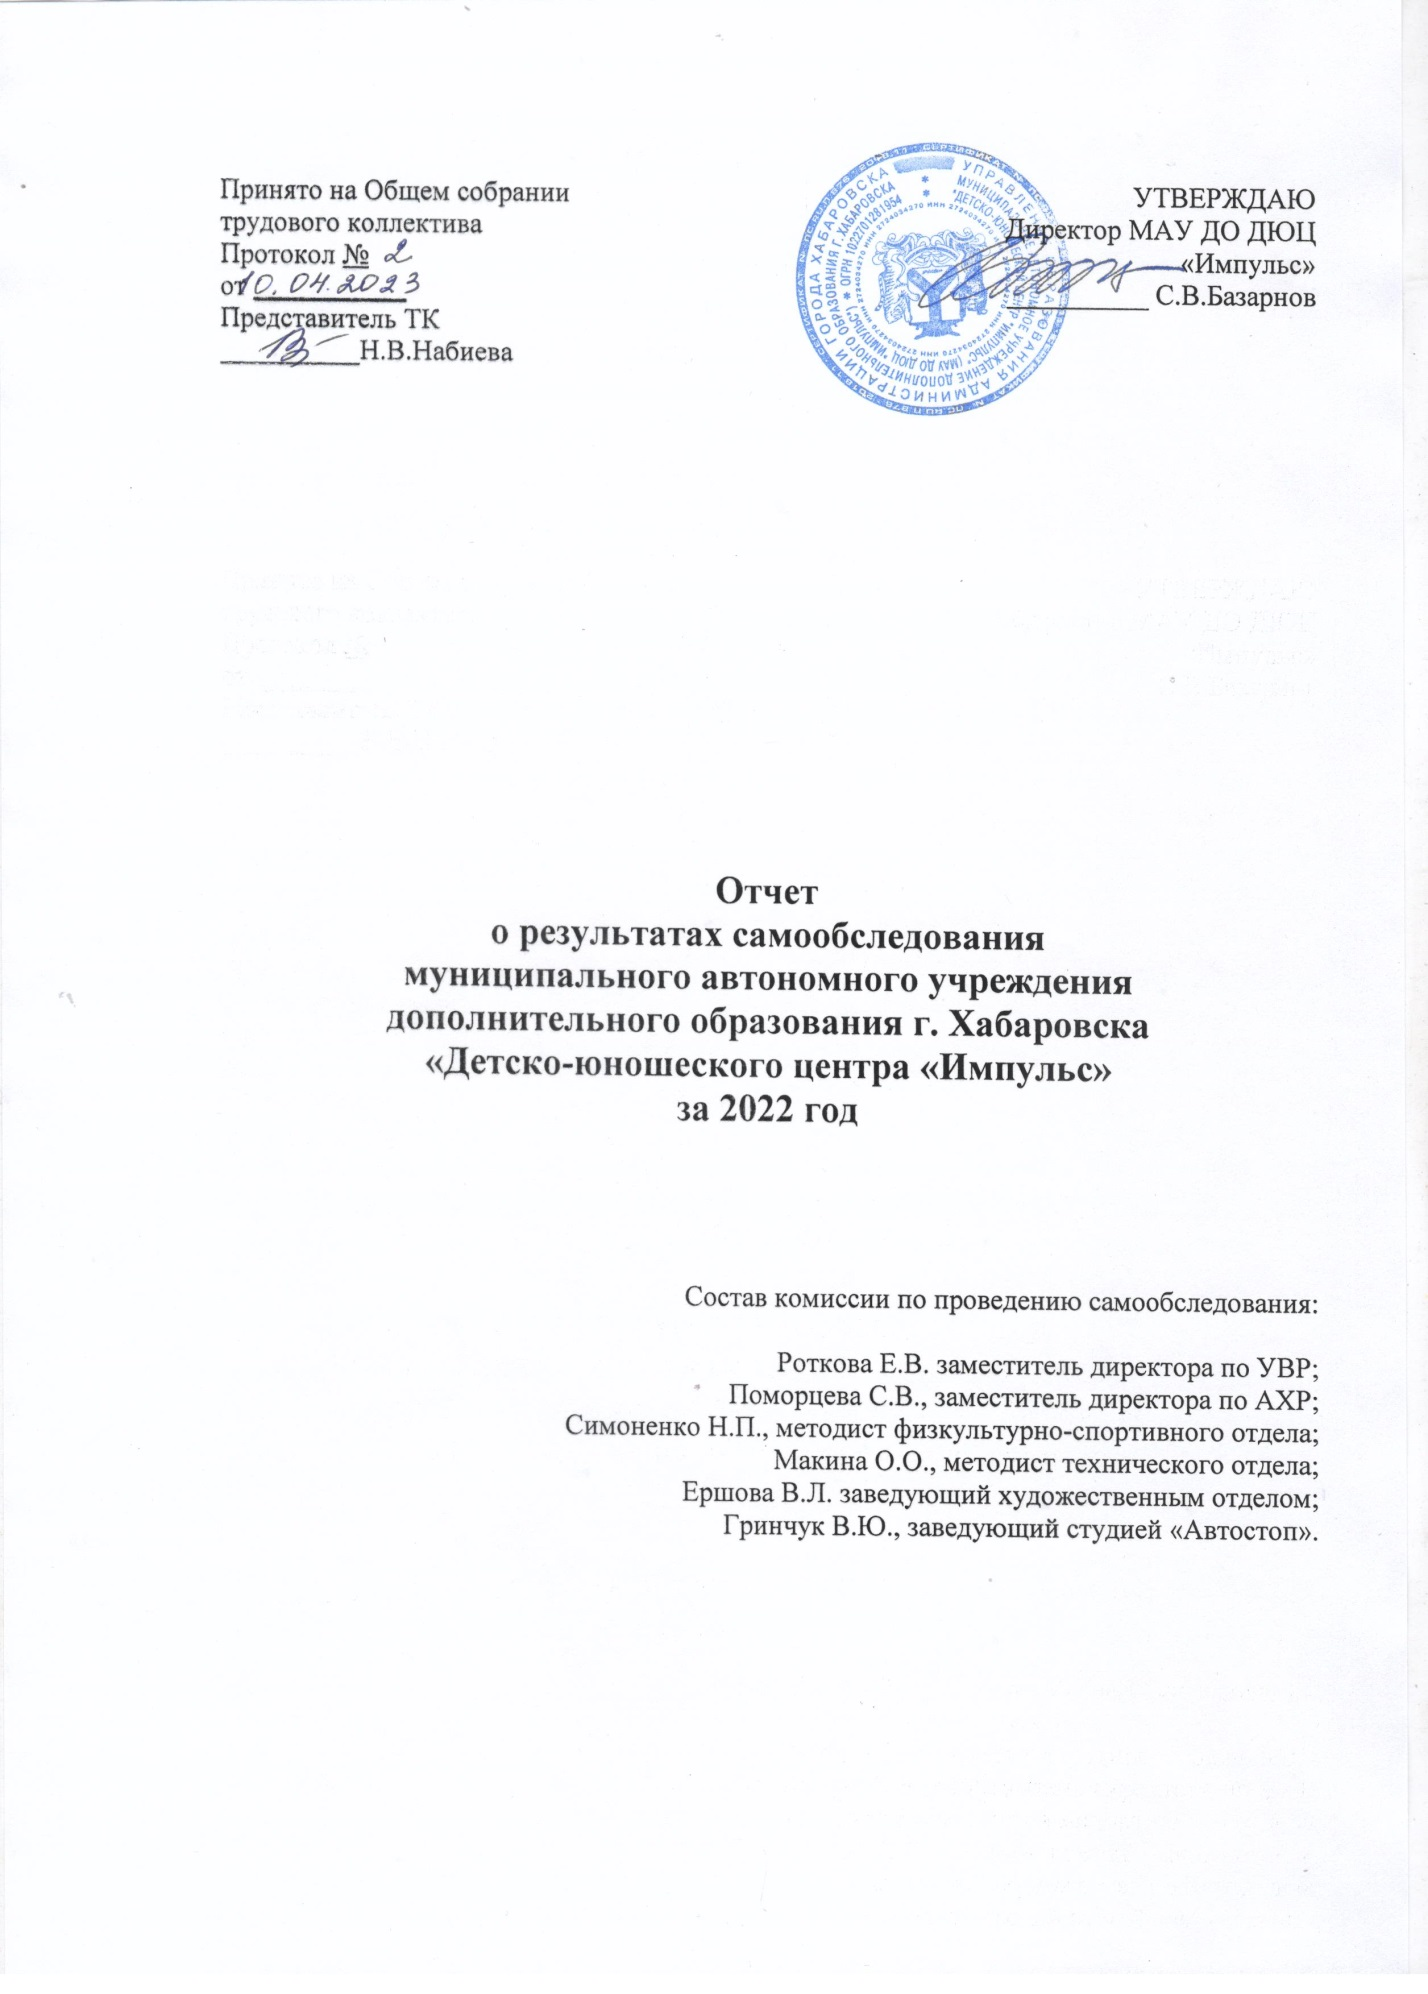 Принято на Общем собрании
трудового коллектива
Протокол № 2
от 10.04.2023
Представитель ТК
____________Н.В.Набиева
УТВЕРЖДАЮ
Директор МАУ ДО ДЮЦ
«Импульс»
____________ С.В.Базарнов
Отчет
о результатах самообследования
муниципального автономного учреждения
дополнительного образования г. Хабаровска
«Детско-юношеского центра «Импульс»
за 2022 год
Состав комиссии по проведению самообследования:
Роткова Е.В. заместитель директора по УВР;
Поморцева С.В., заместитель директора по АХР;
Симоненко Н.П., методист физкультурно-спортивного отдела;
Макина О.О., методист технического отдела;
Ершова В.Л. заведующий художественным отделом;
Гринчук В.Ю., заведующий студией «Автостоп».